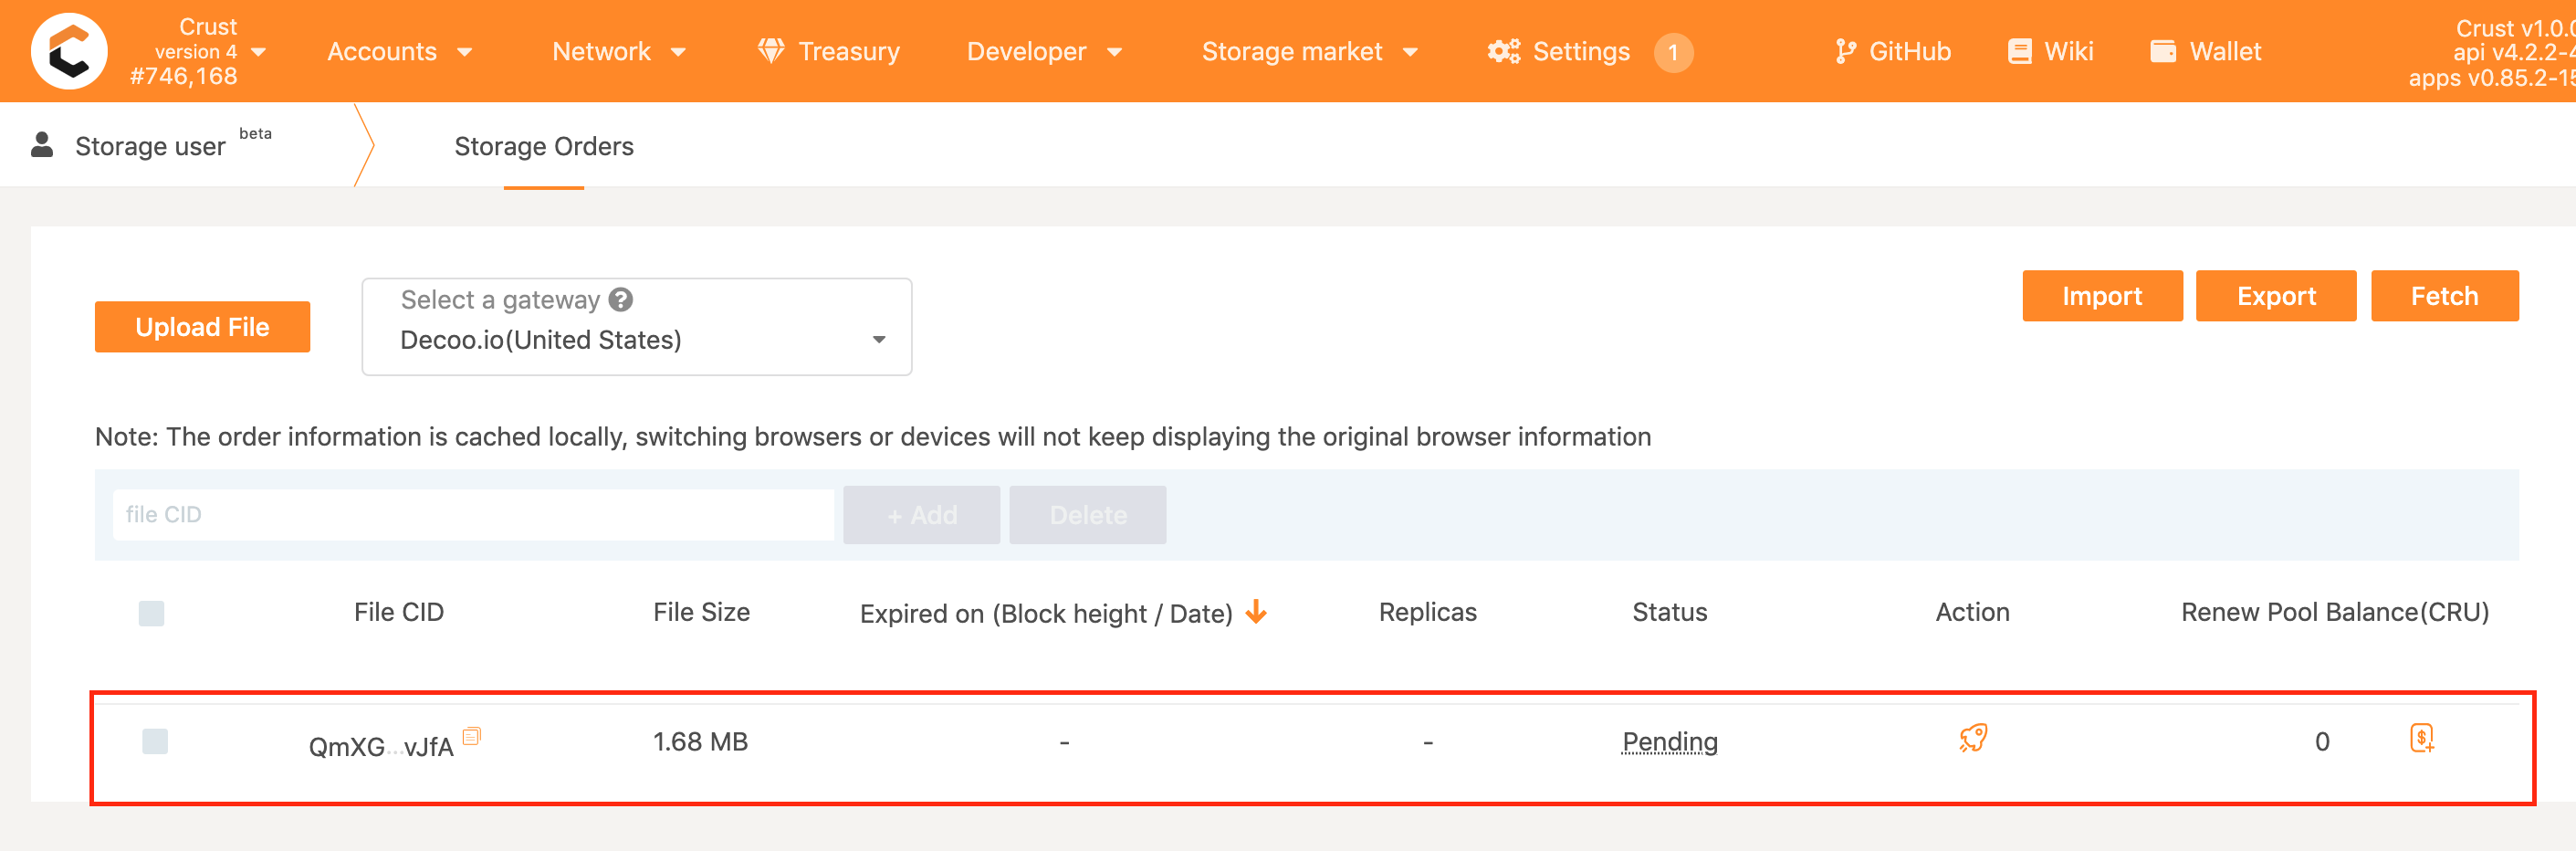 Crust
version 4
#746,168
Accounts
Network
Treasury
Developer
Storage market
Settings 1
GitHub
Wiki
Wallet
Crust v1.0.0
api v4.2.2-4
apps v0.85.2-15
Storage user beta
Storage Orders
Upload File
Select a gateway
Decoo.io(United States)
Import
Export
Fetch
Note: The order information is cached locally, switching browsers or devices will not keep displaying the original browser information
file CID
+ Add
Delete
File CID File Size Expired on (Block height / Date) Replicas Status Action Renew Pool Balance(CRU)
QmXG...vJfA 1.68 MB - - Pending 0